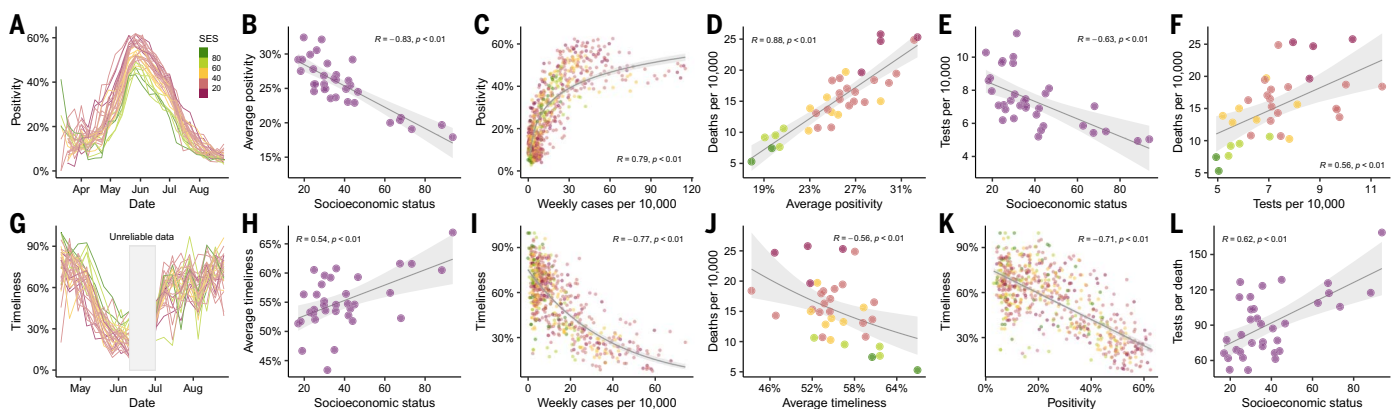 A
60%
40%
20%
0%
Positivity
Apr May Jun Jul Aug
Date
SES
80
60
40
20
B
30%
25%
20%
15%
Average positivity
20 40 60 80
Socioeconomic status
R = −0.83, p < 0.01
C
60%
40%
20%
0%
Positivity
0 30 60 90 120
Weekly cases per 10,000
R = 0.79, p < 0.01
D
25
20
15
10
5
Deaths per 10,000
19% 23% 27% 31%
Average positivity
R = 0.88, p < 0.01
E
10
8
6
4
Tests per 10,000
20 40 60 80
Socioeconomic status
R = −0.63, p < 0.01
F
25
20
15
10
5
Deaths per 10,000
5 7 9 11
Tests per 10,000
R = 0.56, p < 0.01
G
90%
60%
30%
0%
Timeliness
Unreliable data
May Jun Jul Aug
Date
H
65%
60%
55%
50%
45%
Average timeliness
20 40 60 80
Socioeconomic status
R = 0.54, p < 0.01
I
90%
60%
30%
Timeliness
0 20 40 60
Weekly cases per 10,000
R = −0.77, p < 0.01
J
25
20
15
10
5
Deaths per 10,000
46% 52% 58% 64%
Average timeliness
R = −0.56, p < 0.01
K
90%
60%
30%
Timeliness
0% 20% 40% 60%
Positivity
R = −0.71, p < 0.01
L
150
120
90
60
Tests per death
20 40 60 80
Socioeconomic status
R = 0.62, p < 0.01